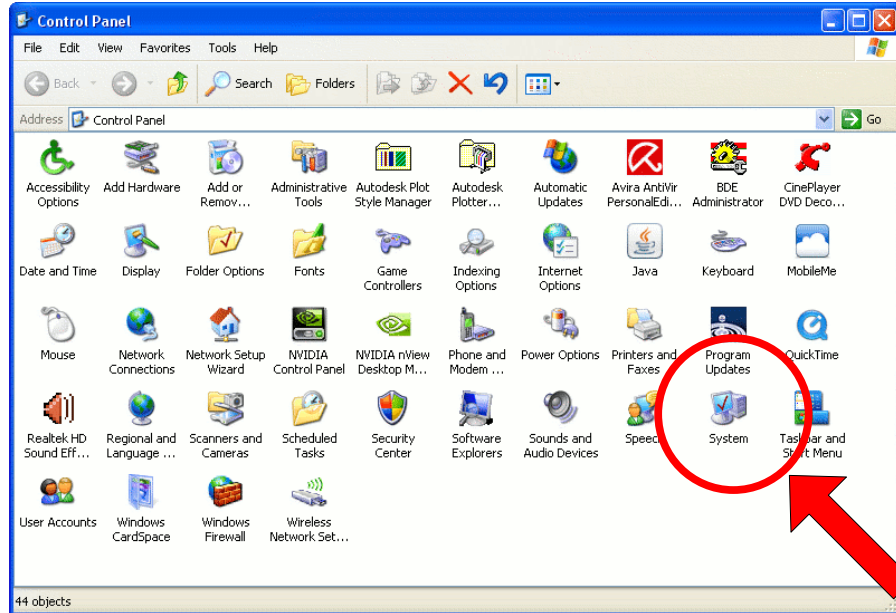 Control Panel
File Edit View Favorites Tools Help
Back Search Folders
Address Control Panel Go
Accessibility Options
Add Hardware
Add or Remov...
Administrative Tools
Autodesk Plot Style Manager
Autodesk Plotter...
Automatic Updates
Avira AntiVir PersonalEdi...
BDE Administrator
CinePlayer DVD Deco...
Date and Time
Display
Folder Options
Fonts
Game Controllers
Indexing Options
Internet Options
Java
Keyboard
MobileMe
Mouse
Network Connections
Network Setup Wizard
NVIDIA Control Panel
NVIDIA nView Desktop M...
Phone and Modem ...
Power Options
Printers and Faxes
Program Updates
QuickTime
Realtek HD Sound Eff...
Regional and Language ...
Scanners and Cameras
Scheduled Tasks
Security Center
Software Explorers
Sounds and Audio Devices
Speech
System
Taskbar and Start Menu
User Accounts
Windows CardSpace
Windows Firewall
Wireless Network Set...
44 objects